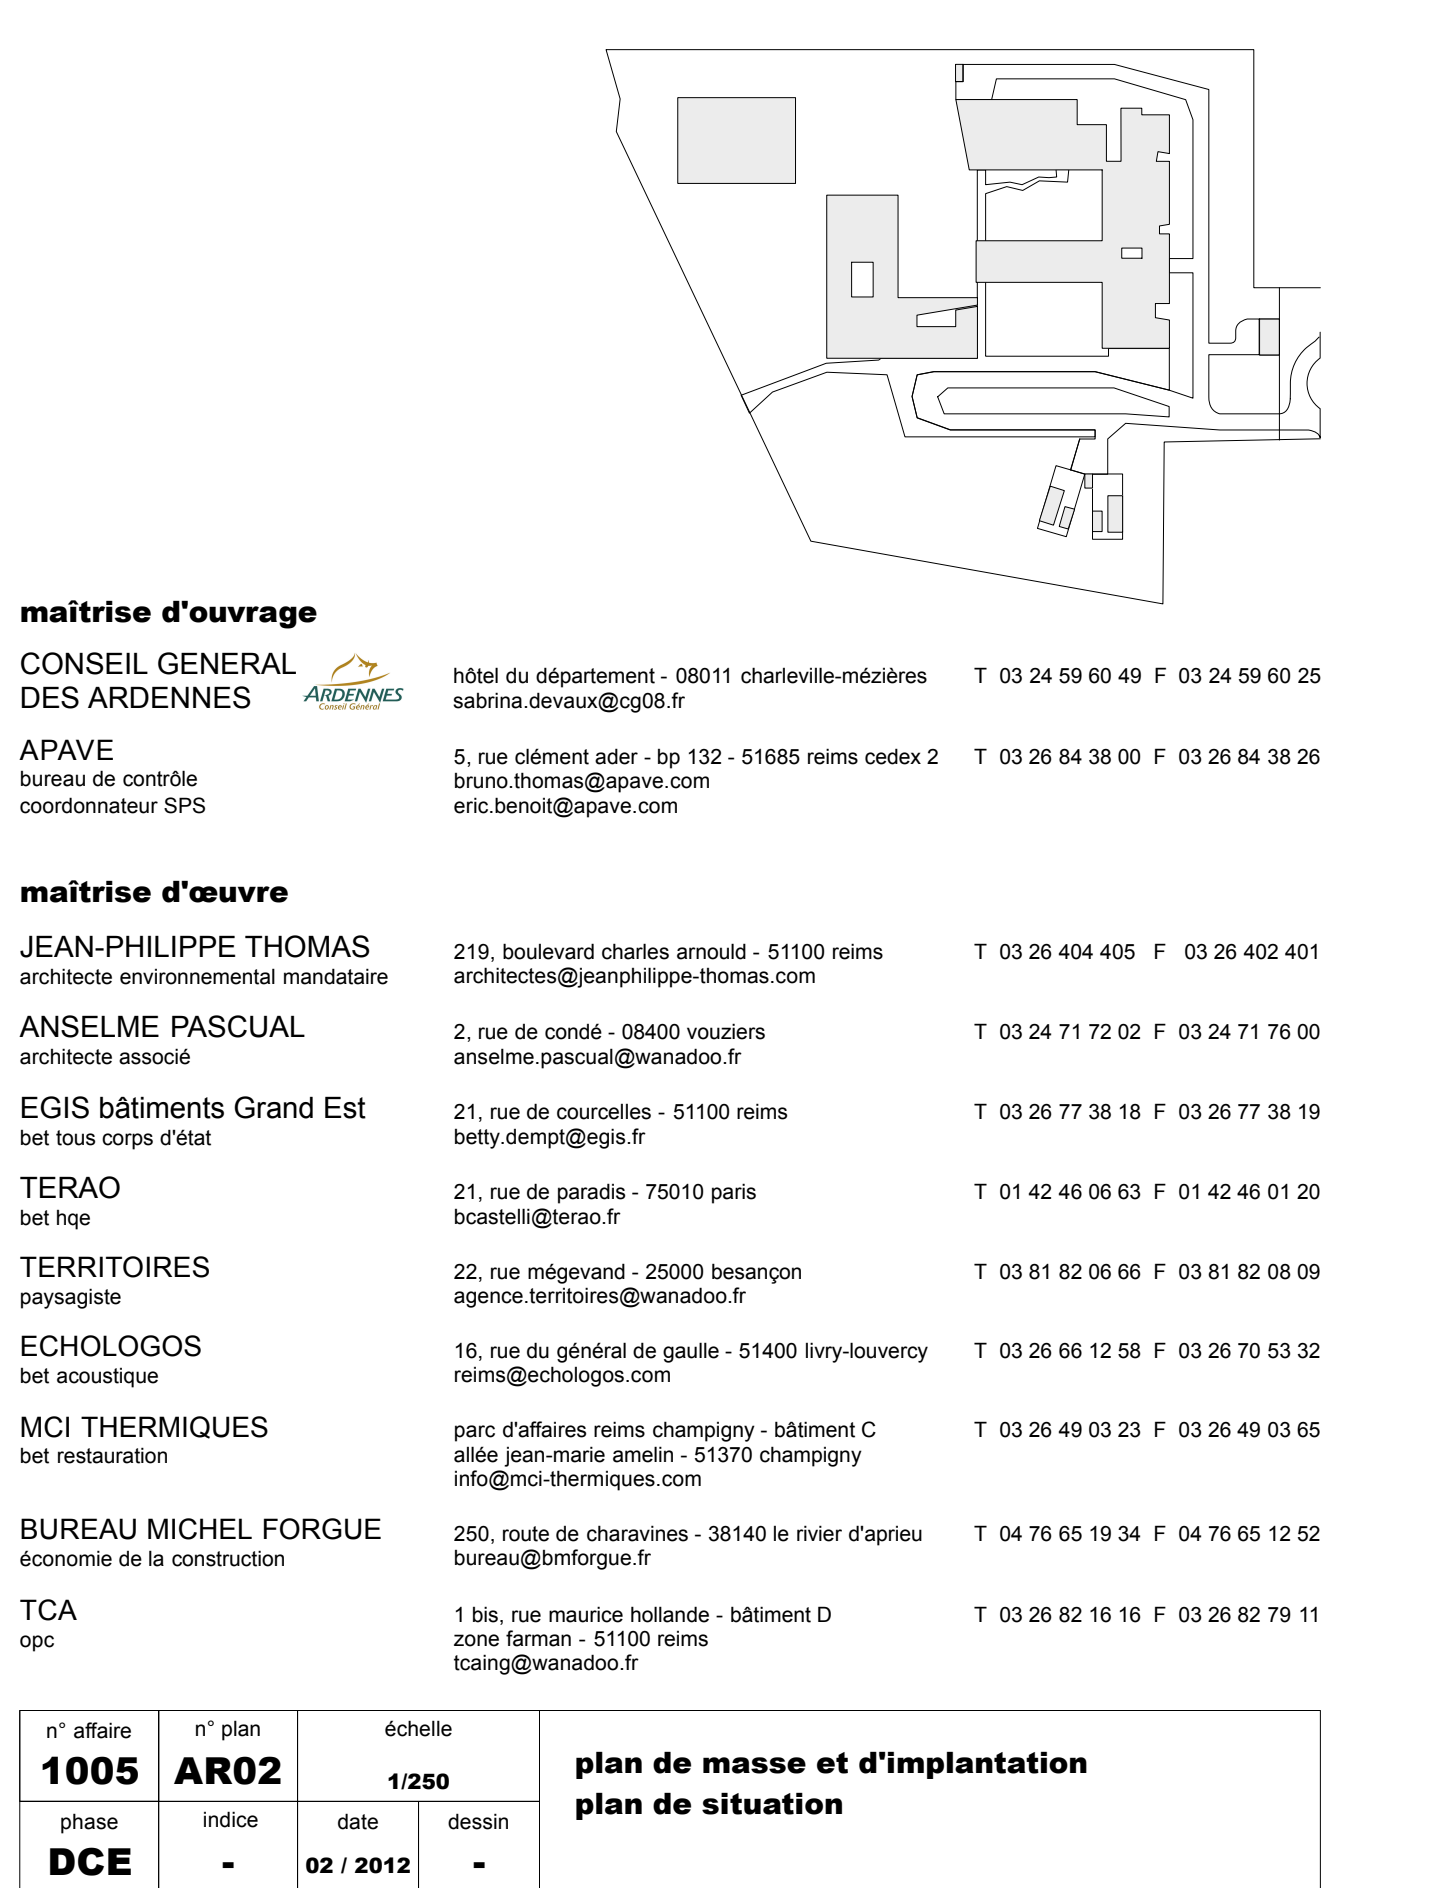 maîtrise d'ouvrage
CONSEIL GENERAL
DES ARDENNES
ARDENNES
Conseil Général
hôtel du département - 08011 charleville-mézières T 03 24 59 60 49 F 03 24 59 60 25
sabrina.devaux@cg08.fr
APAVE
bureau de contrôle
coordonnateur SPS
5, rue clément ader - bp 132 - 51685 reims cedex 2 T 03 26 84 38 00 F 03 26 84 38 26
bruno.thomas@apave.com
eric.benoit@apave.com
maîtrise d'œuvre
JEAN-PHILIPPE THOMAS
architecte environnemental mandataire
219, boulevard charles arnould - 51100 reims T 03 26 404 405 F 03 26 402 401
architectes@jeanphilippe-thomas.com
ANSELME PASCUAL
architecte associé
2, rue de condé - 08400 vouziers T 03 24 71 72 02 F 03 24 71 76 00
anselme.pascual@wanadoo.fr
EGIS bâtiments Grand Est
bet tous corps d'état
21, rue de courcelles - 51100 reims T 03 26 77 38 18 F 03 26 77 38 19
betty.dempt@egis.fr
TERAO
bet hqe
21, rue de paradis - 75010 paris T 01 42 46 06 63 F 01 42 46 01 20
bcastelli@terao.fr
TERRITOIRES
paysagiste
22, rue mégevand - 25000 besançon T 03 81 82 06 66 F 03 81 82 08 09
agence.territoires@wanadoo.fr
ECHOLOGOS
bet acoustique
16, rue du général de gaulle - 51400 livry-louvercy T 03 26 66 12 58 F 03 26 70 53 32
reims@echologos.com
MCI THERMIQUES
bet restauration
parc d'affaires reims champigny - bâtiment C T 03 26 49 03 23 F 03 26 49 03 65
allée jean-marie amelin - 51370 champigny
info@mci-thermiques.com
BUREAU MICHEL FORGUE
économie de la construction
250, route de charavines - 38140 le rivier d'aprieu T 04 76 65 19 34 F 04 76 65 12 52
bureau@bmforgue.fr
TCA
opc
1 bis, rue maurice hollande - bâtiment D T 03 26 82 16 16 F 03 26 82 79 11
zone farman - 51100 reims
tcaing@wanadoo.fr
n° affaire n° plan échelle
1005 AR02 1/250
phase indice date dessin
DCE - 02 / 2012 -
plan de masse et d'implantation
plan de situation